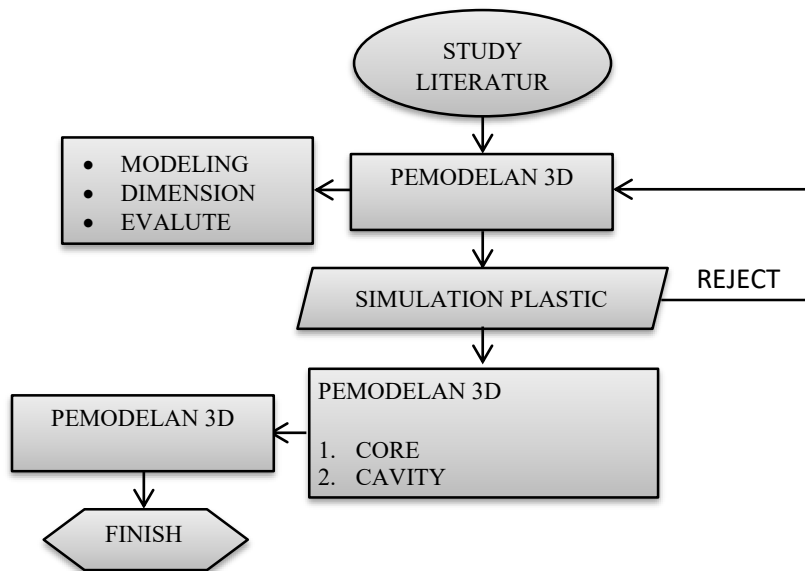 STUDY
LITERATUR
• MODELING
• DIMENSION
• EVALUTE
PEMODELAN 3D
SIMULATION PLASTIC
REJECT
PEMODELAN 3D
1. CORE
2. CAVITY
PEMODELAN 3D
FINISH